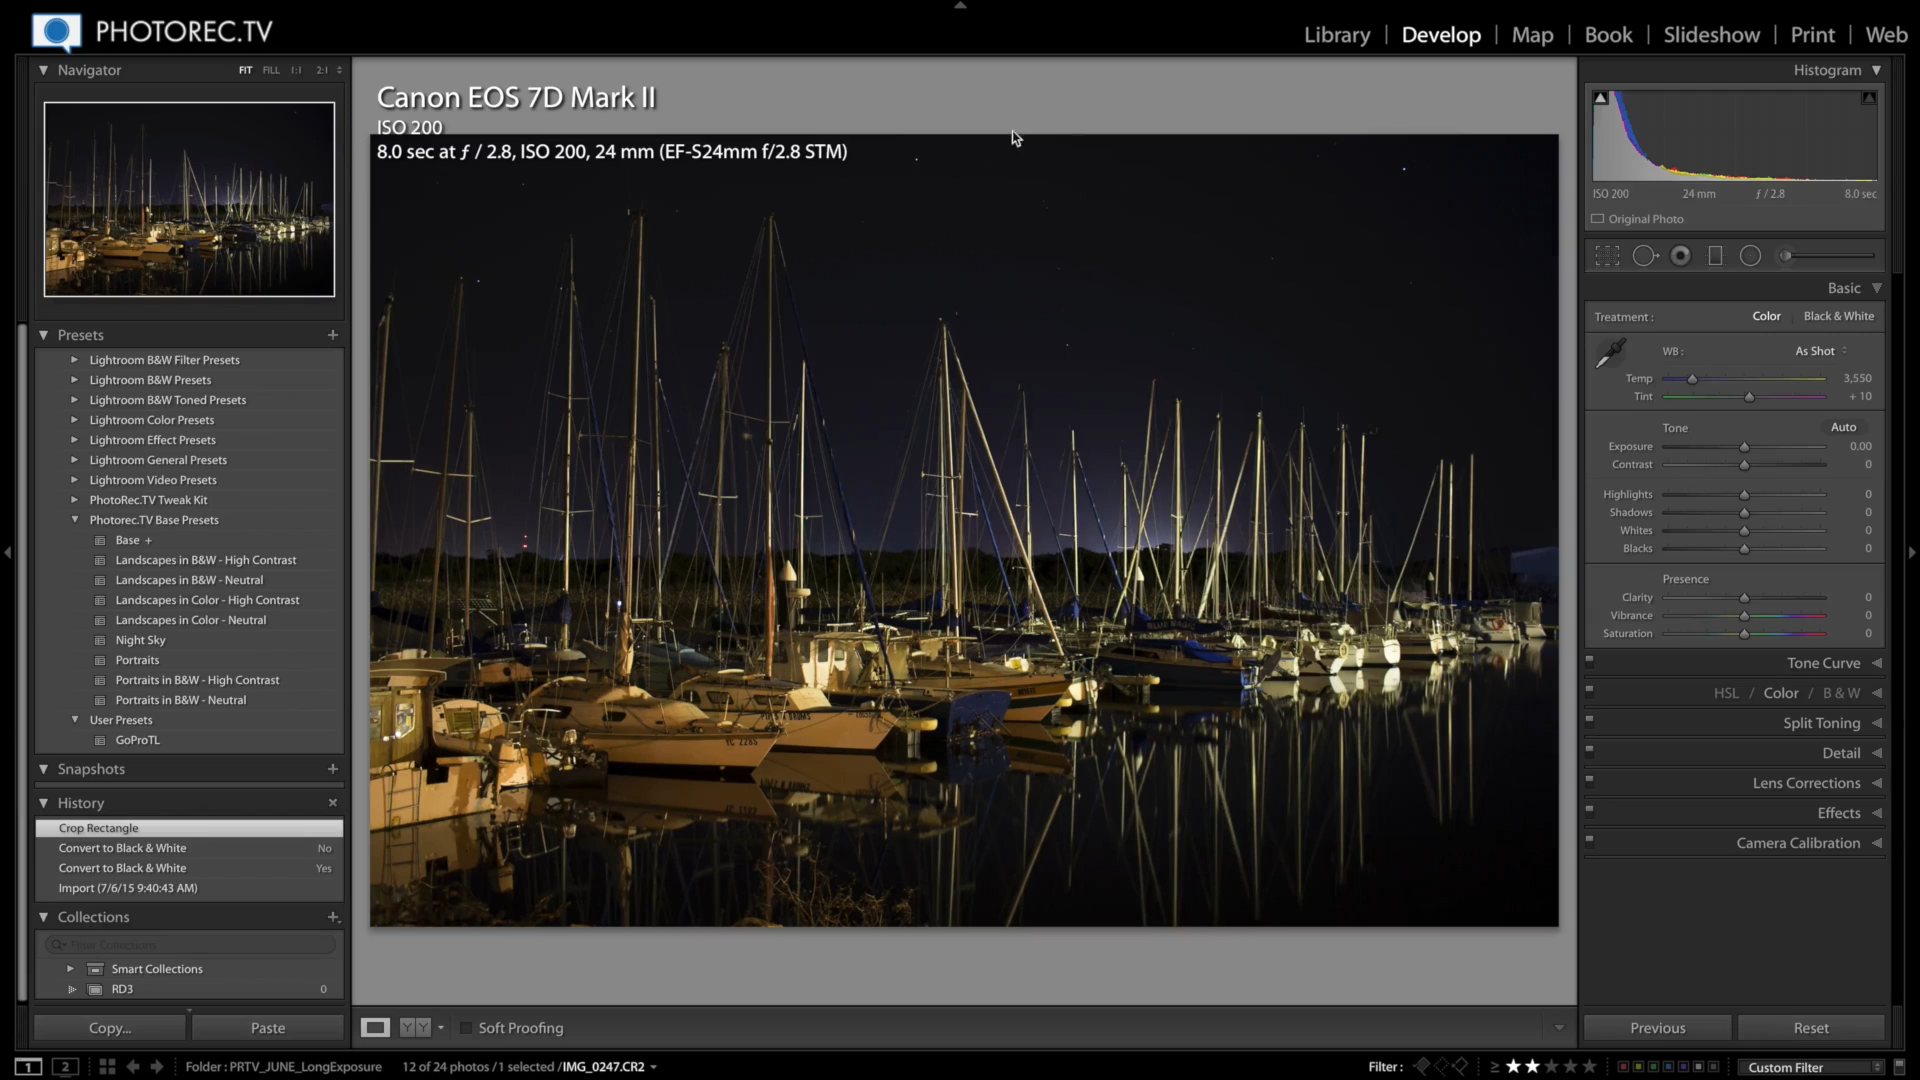 PHOTOREC.TV
Library | Develop | Map | Book | Slideshow | Print | Web
Navigator FIT FILL 1:1 2:1
Histogram
Canon EOS 7D Mark II
ISO 200
8.0 sec at ƒ / 2.8, ISO 200, 24 mm (EF-S24mm f/2.8 STM)
ISO 200 24 mm ƒ / 2.8 8.0 sec
Original Photo
Basic
Treatment : Color Black & White
WB : As Shot
Temp 3,550
Tint + 10
Tone Auto
Exposure 0.00
Contrast 0
Highlights 0
Shadows 0
Whites 0
Blacks 0
Presence
Clarity 0
Vibrance 0
Saturation 0
Tone Curve
HSL / Color / B & W
Split Toning
Detail
Lens Corrections
Effects
Camera Calibration
Previous Reset
Presets +
Lightroom B&W Filter Presets
Lightroom B&W Presets
Lightroom B&W Toned Presets
Lightroom Color Presets
Lightroom Effect Presets
Lightroom General Presets
Lightroom Video Presets
PhotoRec.TV Tweak Kit
Photorec.TV Base Presets
Base +
Landscapes in B&W - High Contrast
Landscapes in B&W - Neutral
Landscapes in Color - High Contrast
Landscapes in Color - Neutral
Night Sky
Portraits
Portraits in B&W - High Contrast
Portraits in B&W - Neutral
User Presets
GoProTL
Snapshots +
History ×
Crop Rectangle
Convert to Black & White No
Convert to Black & White Yes
Import (7/6/15 9:40:43 AM)
Collections +
Filter Collections
Smart Collections
RD3 0
Copy... Paste
YY Soft Proofing
1 2 Folder : PRTV_JUNE_LongExposure 12 of 24 photos /1 selected /IMG_0247.CR2
Filter : ≥ ★★★★★ Custom Filter